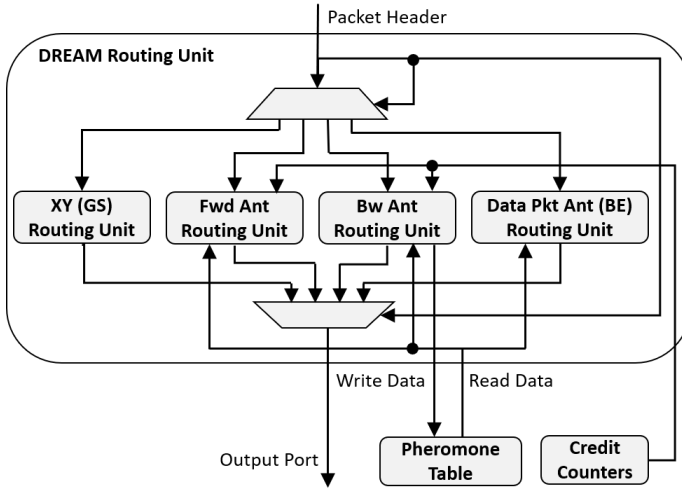 Packet Header
DREAM Routing Unit
XY (GS)
Routing Unit
Fwd Ant
Routing Unit
Bw Ant
Routing Unit
Data Pkt Ant (BE)
Routing Unit
Write Data
Read Data
Pheromone
Table
Credit
Counters
Output Port